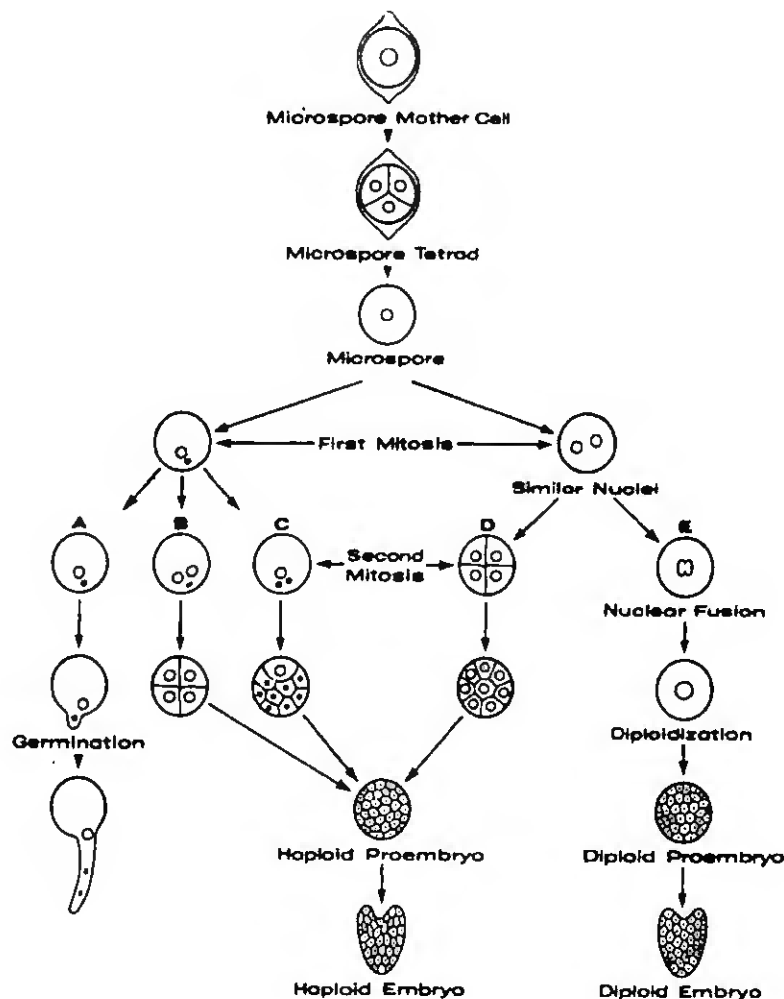 Microspore Mother Cell
Microspore Tetrad
Microspore
First Mitosis
Similar Nuclei
A
B
C
D
E
Second
Mitosis
Nuclear Fusion
Germination
Diploidization
Haploid Proembryo
Diploid Proembryo
Haploid Embryo
Diploid Embryo